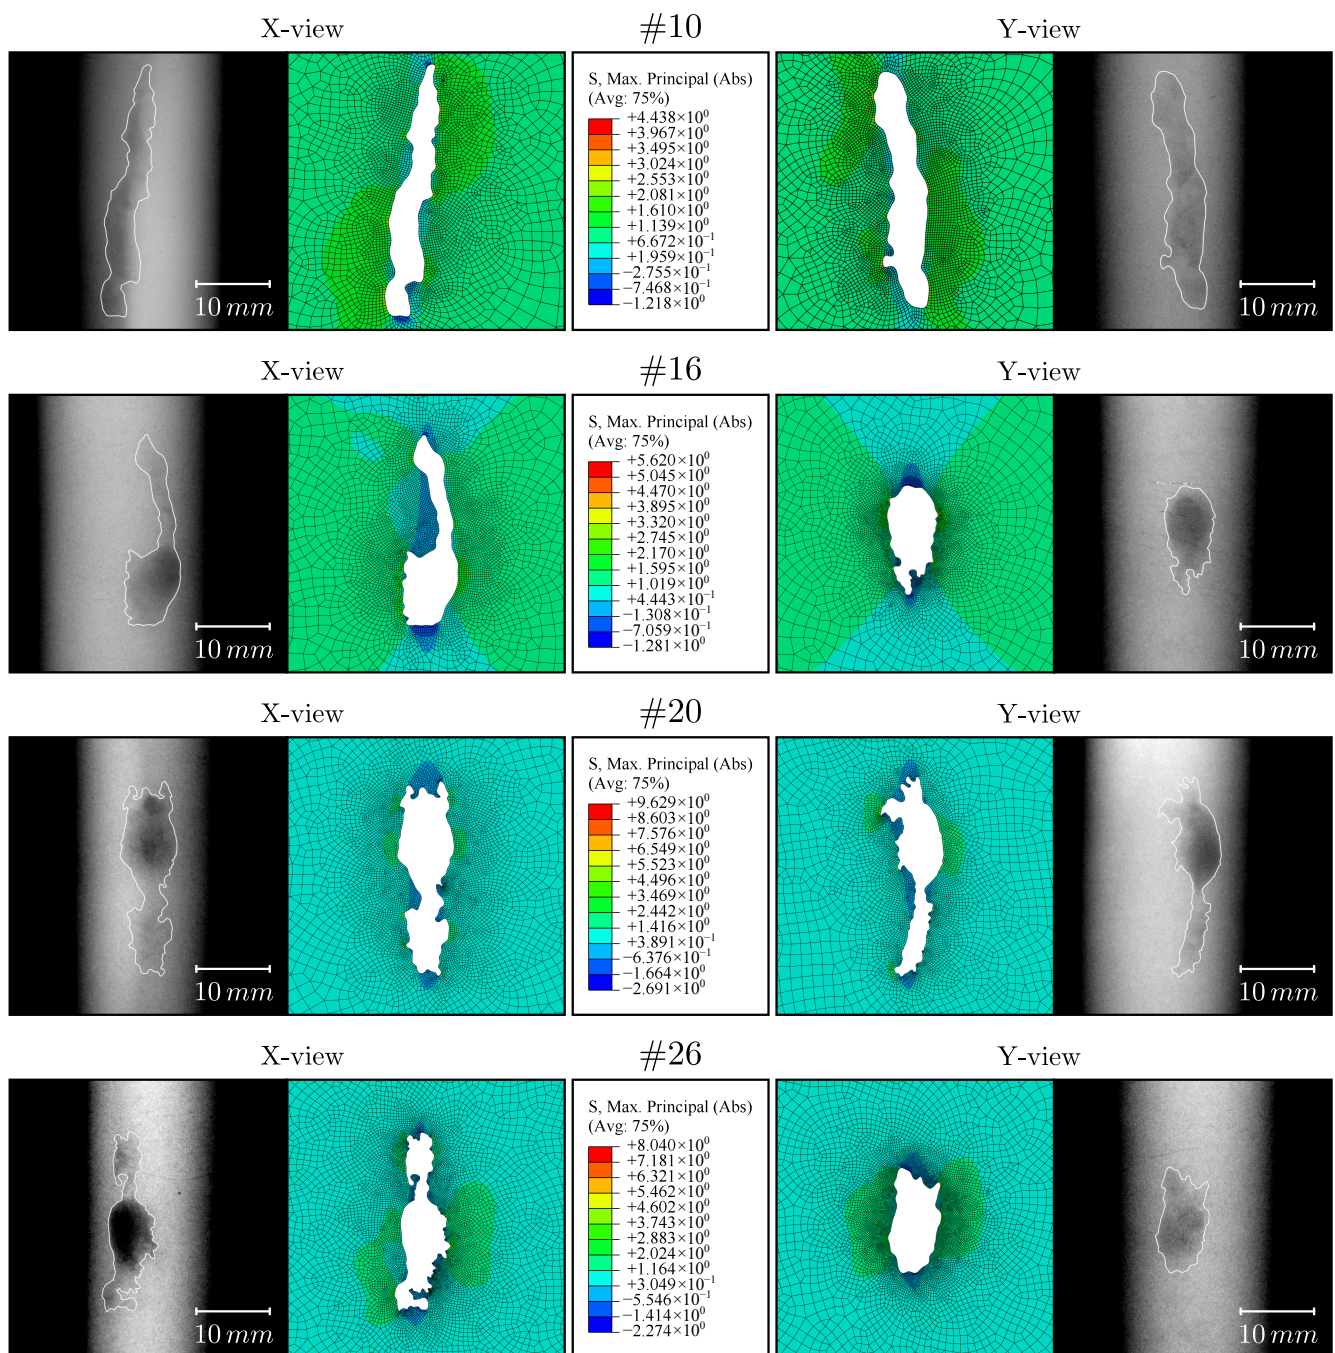 X-view #10 Y-view
S, Max. Principal (Abs)
(Avg: 75%)
+4.438×10⁰
+3.967×10⁰
+3.495×10⁰
+3.024×10⁰
+2.553×10⁰
+2.081×10⁰
+1.610×10⁰
+1.139×10⁰
+6.672×10⁻¹
+1.959×10⁻¹
−2.755×10⁻¹
−7.468×10⁻¹
−1.218×10⁰
10 mm
10 mm
X-view #16 Y-view
S, Max. Principal (Abs)
(Avg: 75%)
+5.620×10⁰
+5.045×10⁰
+4.470×10⁰
+3.895×10⁰
+3.320×10⁰
+2.745×10⁰
+2.170×10⁰
+1.595×10⁰
+1.019×10⁰
+4.443×10⁻¹
−1.308×10⁻¹
−7.059×10⁻¹
−1.281×10⁰
10 mm
10 mm
X-view #20 Y-view
S, Max. Principal (Abs)
(Avg: 75%)
+9.629×10⁰
+8.603×10⁰
+7.576×10⁰
+6.549×10⁰
+5.523×10⁰
+4.496×10⁰
+3.469×10⁰
+2.442×10⁰
+1.416×10⁰
+3.891×10⁻¹
−6.376×10⁻¹
−1.664×10⁰
−2.691×10⁰
10 mm
10 mm
X-view #26 Y-view
S, Max. Principal (Abs)
(Avg: 75%)
+8.040×10⁰
+7.181×10⁰
+6.321×10⁰
+5.462×10⁰
+4.602×10⁰
+3.743×10⁰
+2.883×10⁰
+2.024×10⁰
+1.164×10⁰
+3.049×10⁻¹
−5.546×10⁻¹
−1.414×10⁰
−2.274×10⁰
10 mm
10 mm